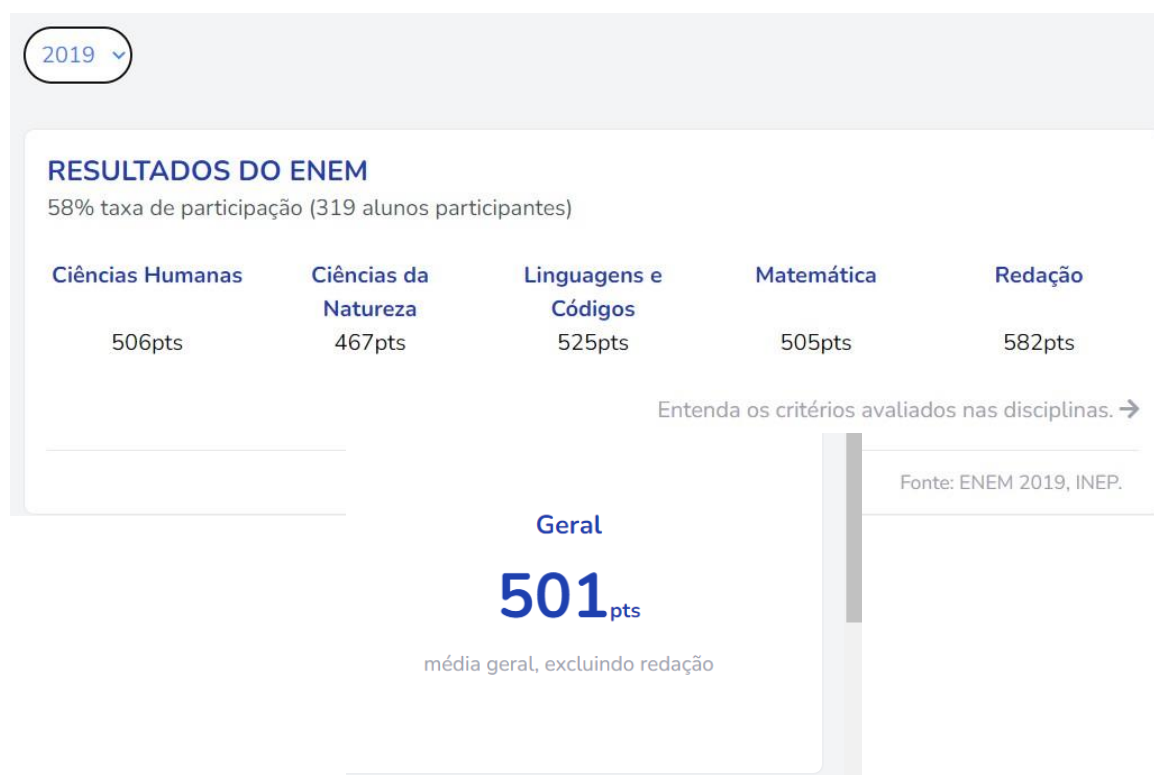 2019
RESULTADOS DO ENEM
58% taxa de participação (319 alunos participantes)
Ciências Humanas
Ciências da
Natureza
Linguagens e
Códigos
Matemática
Redação
506pts
467pts
525pts
505pts
582pts
Entenda os critérios avaliados nas disciplinas. →
Fonte: ENEM 2019, INEP.
Geral
501pts
média geral, excluindo redação